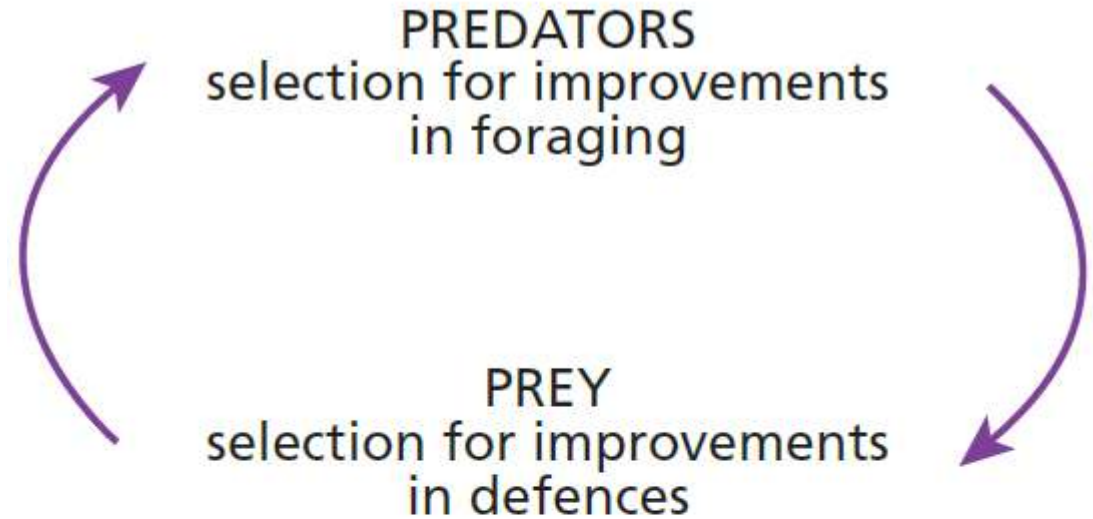 PREDATORS
selection for improvements
in foraging
PREY
selection for improvements
in defences